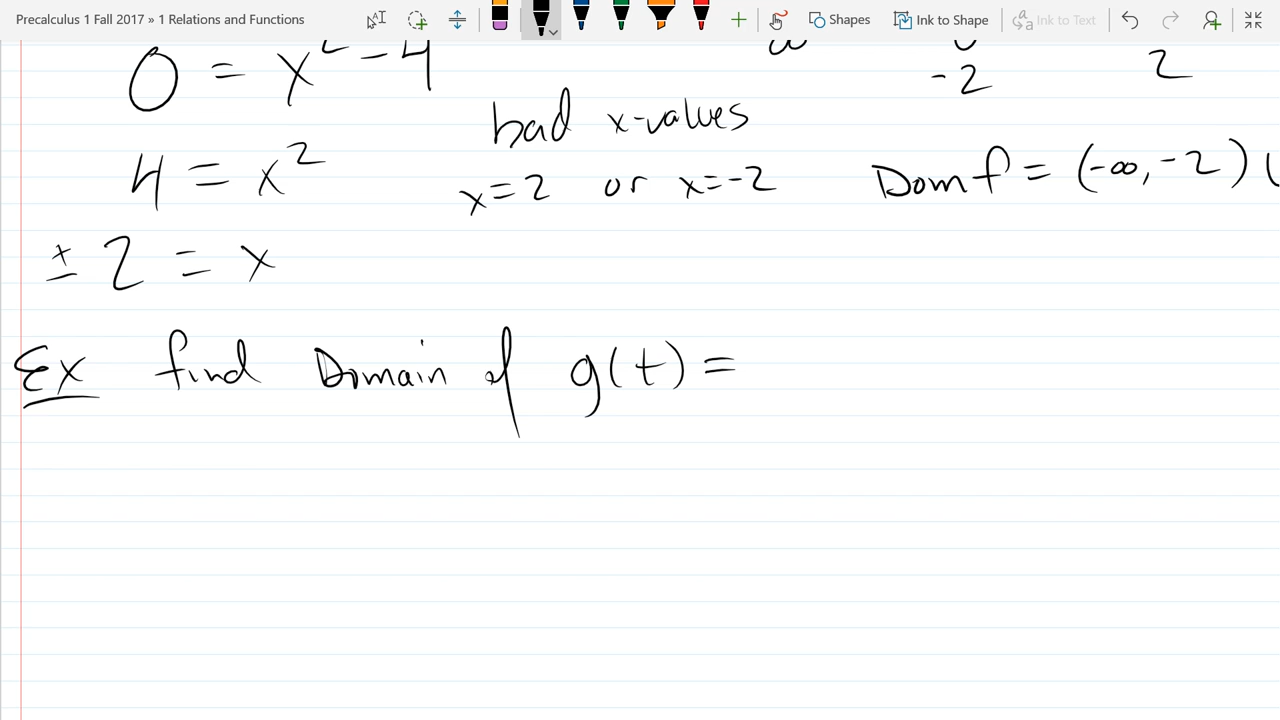 Precalculus 1 Fall 2017 » 1 Relations and Functions
Shapes
Ink to Shape
Ink to Text
0 = x² - 4
-2
2
bad x-values
4 = x²
x=2 or x=-2
Dom f = (-∞, -2) (
± 2 = x
Ex find Domain of g(t) =